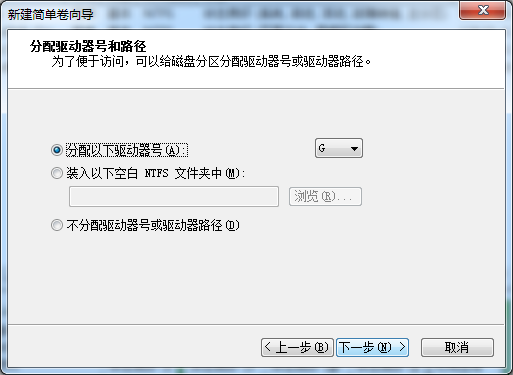 新建简单卷向导
分配驱动器号和路径
为了便于访问，可以给磁盘分区分配驱动器号或驱动器路径。
分配以下驱动器号(A): G
装入以下空白 NTFS 文件夹中(M):
浏览(R)...
不分配驱动器号或驱动器路径(D)
< 上一步(B) 下一步(N) > 取消